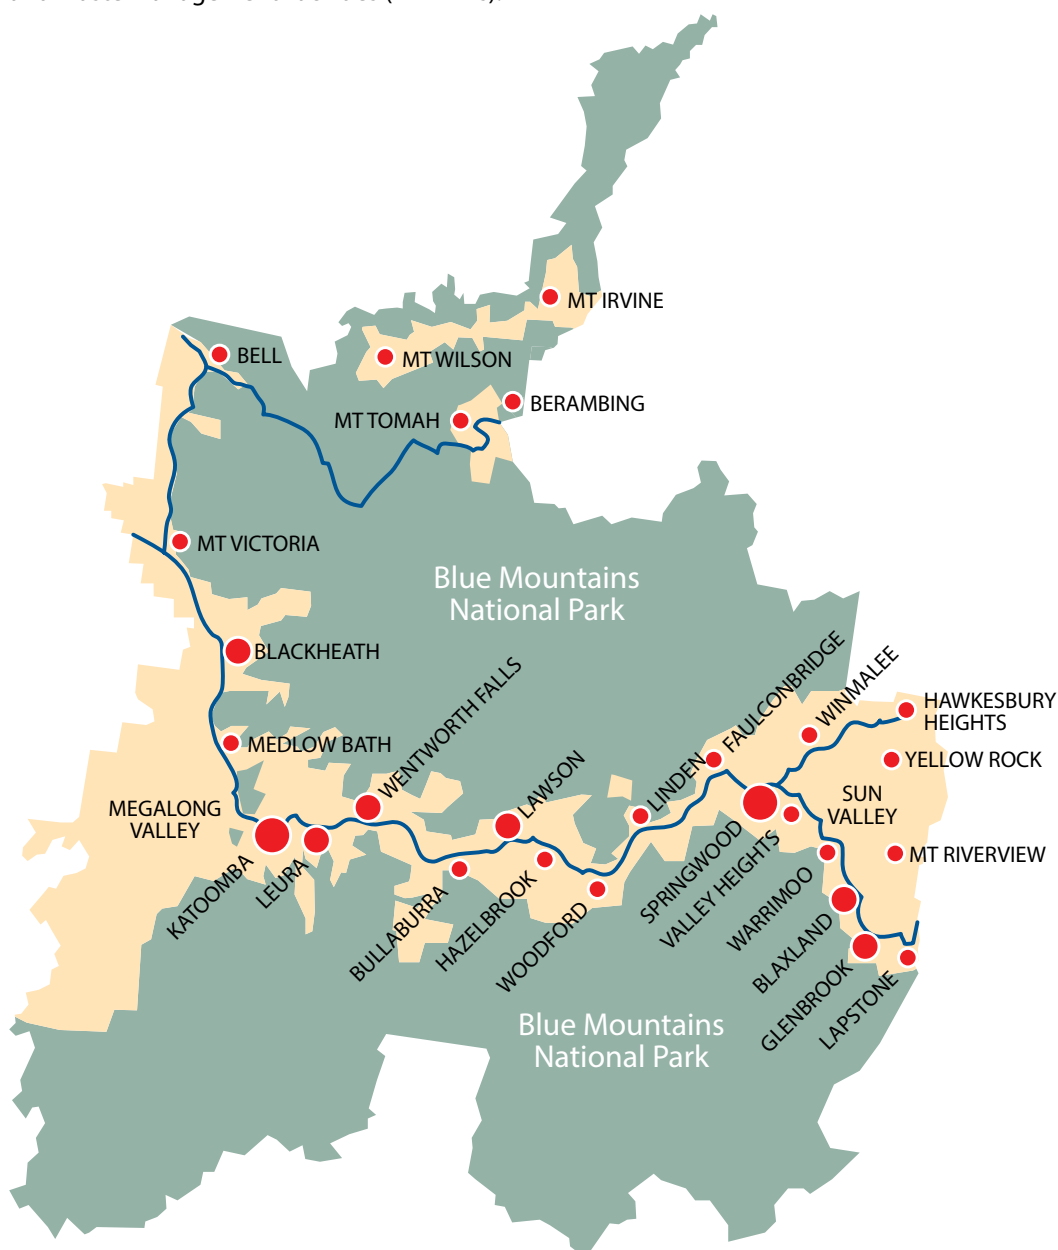 MT IRVINE
BELL
MT WILSON
BERAMBING
MT TOMAH
MT VICTORIA
Blue Mountains
National Park
BLACKHEATH
WENTWORTH FALLS
FAULCONBRIDGE
WINMALEE
HAWKESBURY
HEIGHTS
MEDLOW BATH
LAWSON
LINDEN
YELLOW ROCK
MEGALONG
VALLEY
SUN
VALLEY
KATOOMBA
LEURA
BULLABURRA
HAZELBROOK
WOODFORD
SPRINGWOOD
VALLEY HEIGHTS
MT RIVERVIEW
WARRIMOO
BLAXLAND
GLENBROOK
LAPSTONE
Blue Mountains
National Park